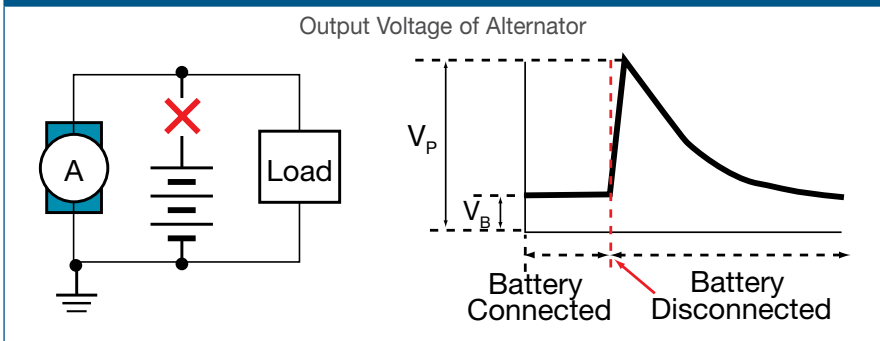 Output Voltage of Alternator
A
Load
V_P
V_B
Battery
Connected
Battery
Disconnected